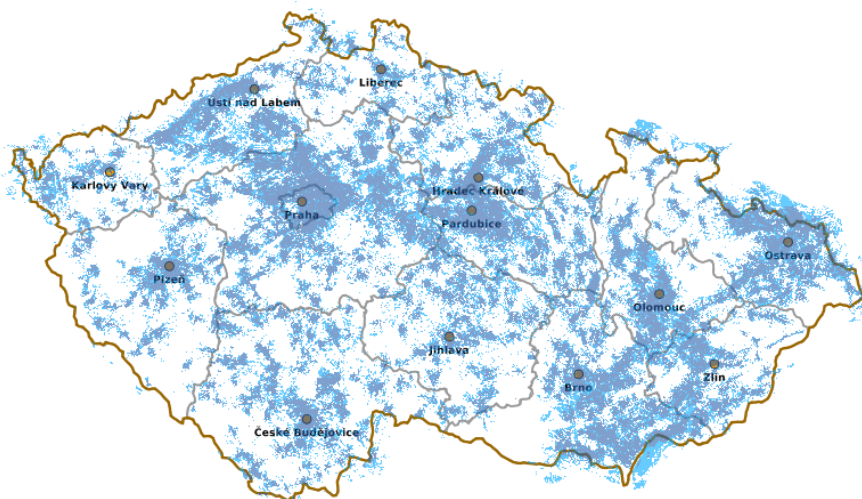 Liberec
Ústí nad Labem
Karlovy Vary
Hradec Králové
Praha
Pardubice
Ostrava
Plzeň
Olomouc
Jihlava
Zlín
Brno
České Budějovice